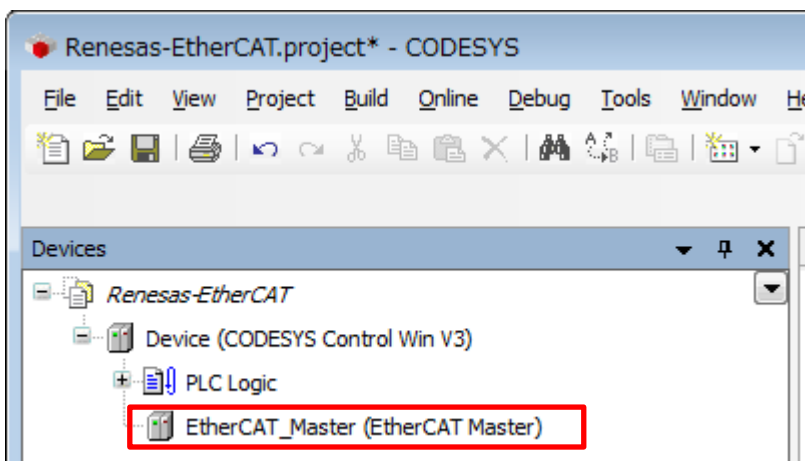 Renesas-EtherCAT.project* - CODESYS
File Edit View Project Build Online Debug Tools Window He
Devices
Renesas-EtherCAT
Device (CODESYS Control Win V3)
PLC Logic
EtherCAT_Master (EtherCAT Master)